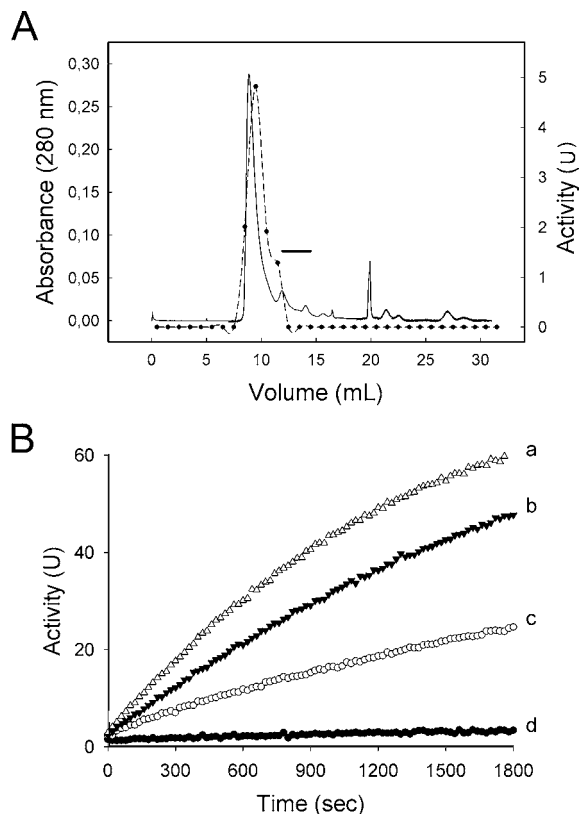 A
0,30
0,25
0,20
0,15
0,10
0,05
0,00
Absorbance (280 nm)
5
4
3
2
1
0
Activity (U)
0 5 10 15 20 25 30
Volume (mL)
B
60
40
20
0
Activity (U)
a
b
c
d
0 300 600 900 1200 1500 1800
Time (sec)